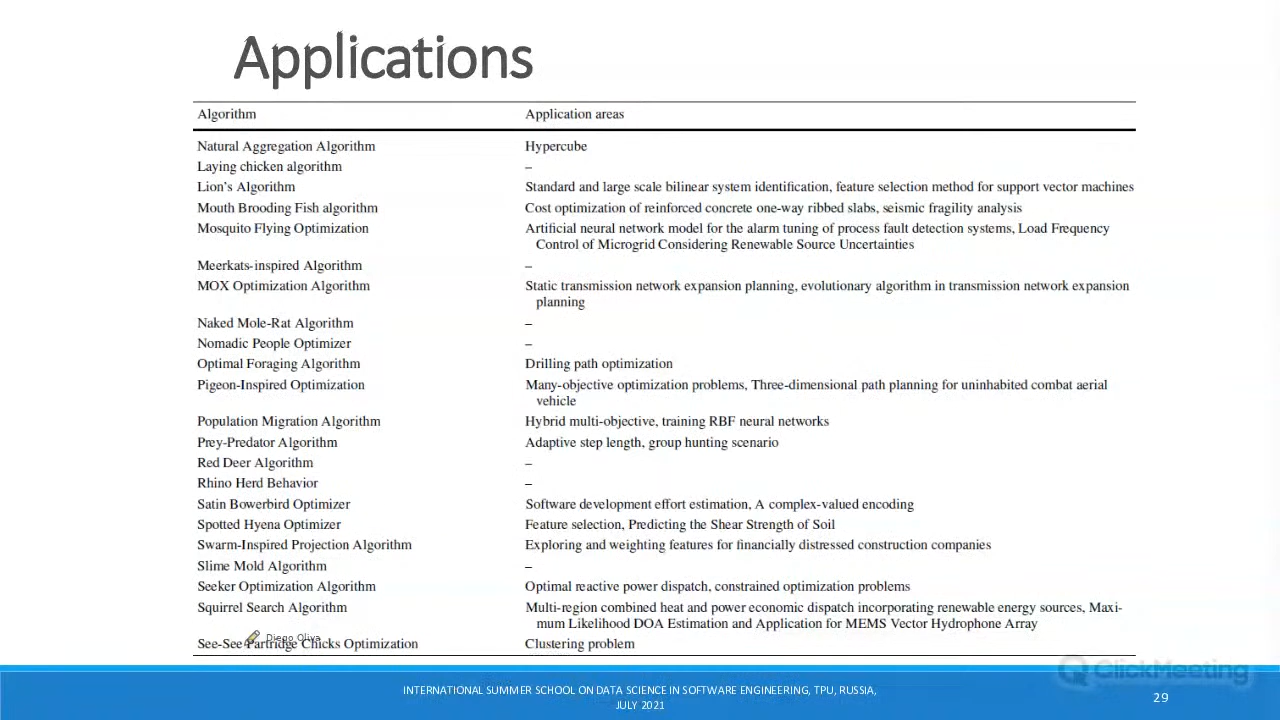 Applications
Algorithm Application areas
Natural Aggregation Algorithm Hypercube
Laying chicken algorithm –
Lion's Algorithm Standard and large scale bilinear system identification, feature selection method for support vector machines
Mouth Brooding Fish algorithm Cost optimization of reinforced concrete one-way ribbed slabs, seismic fragility analysis
Mosquito Flying Optimization Artificial neural network model for the alarm tuning of process fault detection systems, Load Frequency
Control of Microgrid Considering Renewable Source Uncertainties
Meerkats-inspired Algorithm –
MOX Optimization Algorithm Static transmission network expansion planning, evolutionary algorithm in transmission network expansion
planning
Naked Mole-Rat Algorithm –
Nomadic People Optimizer –
Optimal Foraging Algorithm Drilling path optimization
Pigeon-Inspired Optimization Many-objective optimization problems, Three-dimensional path planning for uninhabited combat aerial
vehicle
Population Migration Algorithm Hybrid multi-objective, training RBF neural networks
Prey-Predator Algorithm Adaptive step length, group hunting scenario
Red Deer Algorithm –
Rhino Herd Behavior –
Satin Bowerbird Optimizer Software development effort estimation, A complex-valued encoding
Spotted Hyena Optimizer Feature selection, Predicting the Shear Strength of Soil
Swarm-Inspired Projection Algorithm Exploring and weighting features for financially distressed construction companies
Slime Mold Algorithm –
Seeker Optimization Algorithm Optimal reactive power dispatch, constrained optimization problems
Squirrel Search Algorithm Multi-region combined heat and power economic dispatch incorporating renewable energy sources, Maxi-
mum Likelihood DOA Estimation and Application for MEMS Vector Hydrophone Array
Diego Oliva
See-See Partridge Chicks Optimization Clustering problem
ClickMeeting
INTERNATIONAL SUMMER SCHOOL ON DATA SCIENCE IN SOFTWARE ENGINEERING, TPU, RUSSIA,
JULY 2021
29